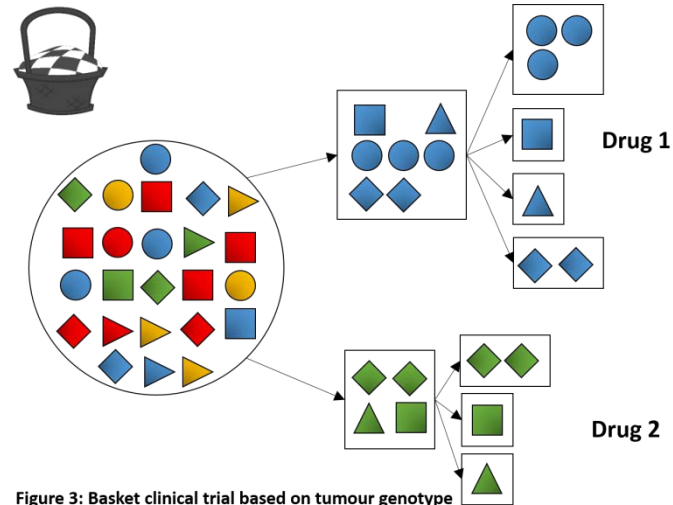 Drug 1
Drug 2
Figure 3: Basket clinical trial based on tumour genotype